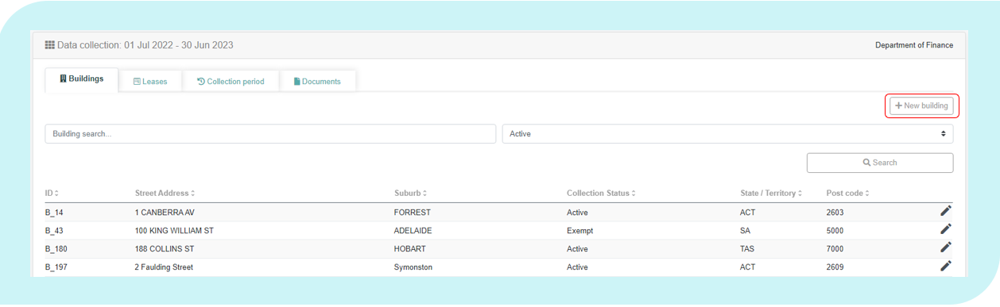 Data collection: 01 Jul 2022 - 30 Jun 2023 Department of Finance
Buildings Leases Collection period Documents
+ New building
Building search... Active
Search
ID Street Address Suburb Collection Status State / Territory Post code
B_14 1 CANBERRA AV FORREST Active ACT 2603
B_43 100 KING WILLIAM ST ADELAIDE Exempt SA 5000
B_180 188 COLLINS ST HOBART Active TAS 7000
B_197 2 Faulding Street Symonston Active ACT 2609